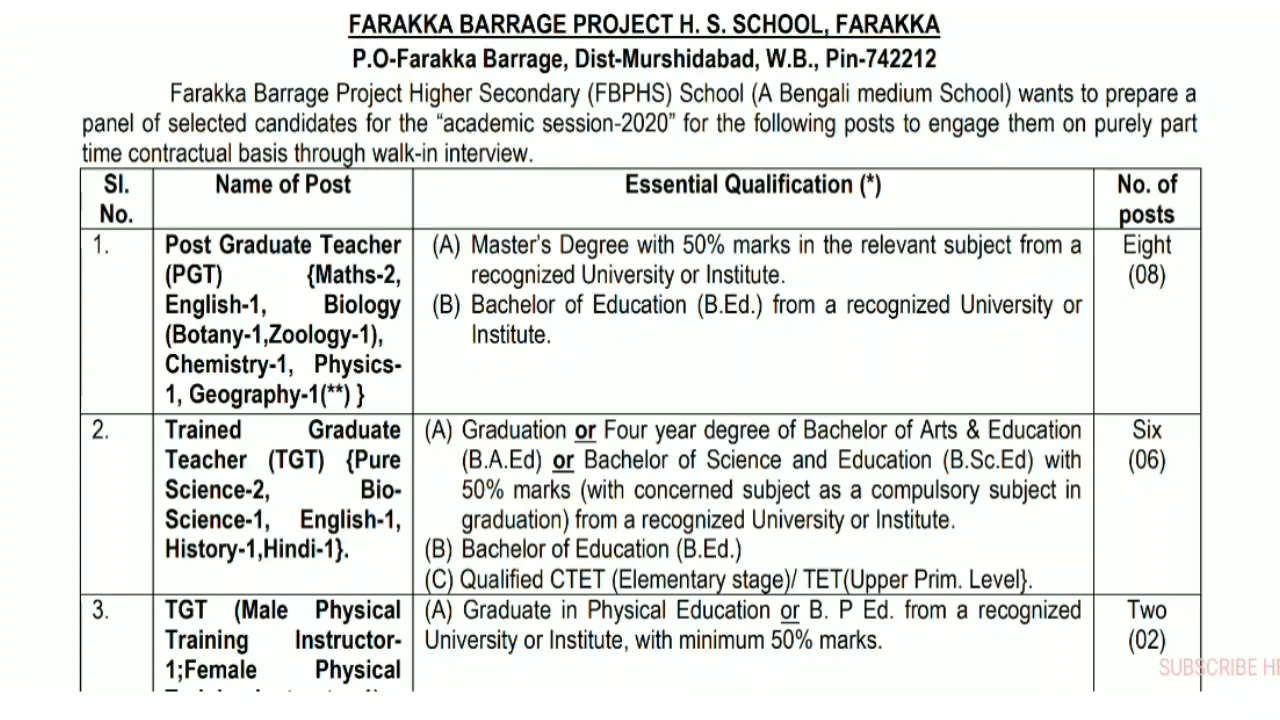 FARAKKA BARRAGE PROJECT H. S. SCHOOL, FARAKKA
P.O-Farakka Barrage, Dist-Murshidabad, W.B., Pin-742212
Farakka Barrage Project Higher Secondary (FBPHS) School (A Bengali medium School) wants to prepare a
panel of selected candidates for the “academic session-2020” for the following posts to engage them on purely part
time contractual basis through walk-in interview.
Sl.
No.
Name of Post
Essential Qualification (*)
No. of
posts
1.
Post Graduate Teacher
(PGT) {Maths-2,
English-1, Biology
(Botany-1,Zoology-1),
Chemistry-1, Physics-
1, Geography-1(**) }
(A) Master’s Degree with 50% marks in the relevant subject from a
recognized University or Institute.
(B) Bachelor of Education (B.Ed.) from a recognized University or
Institute.
Eight
(08)
2.
Trained Graduate
Teacher (TGT) {Pure
Science-2, Bio-
Science-1, English-1,
History-1,Hindi-1}.
(A) Graduation or Four year degree of Bachelor of Arts & Education
(B.A.Ed) or Bachelor of Science and Education (B.Sc.Ed) with
50% marks (with concerned subject as a compulsory subject in
graduation) from a recognized University or Institute.
(B) Bachelor of Education (B.Ed.)
(C) Qualified CTET (Elementary stage)/ TET(Upper Prim. Level}.
Six
(06)
3.
TGT (Male Physical
Training Instructor-
1;Female Physical
(A) Graduate in Physical Education or B. P Ed. from a recognized
University or Institute, with minimum 50% marks.
Two
(02)
SUBSCRIBE